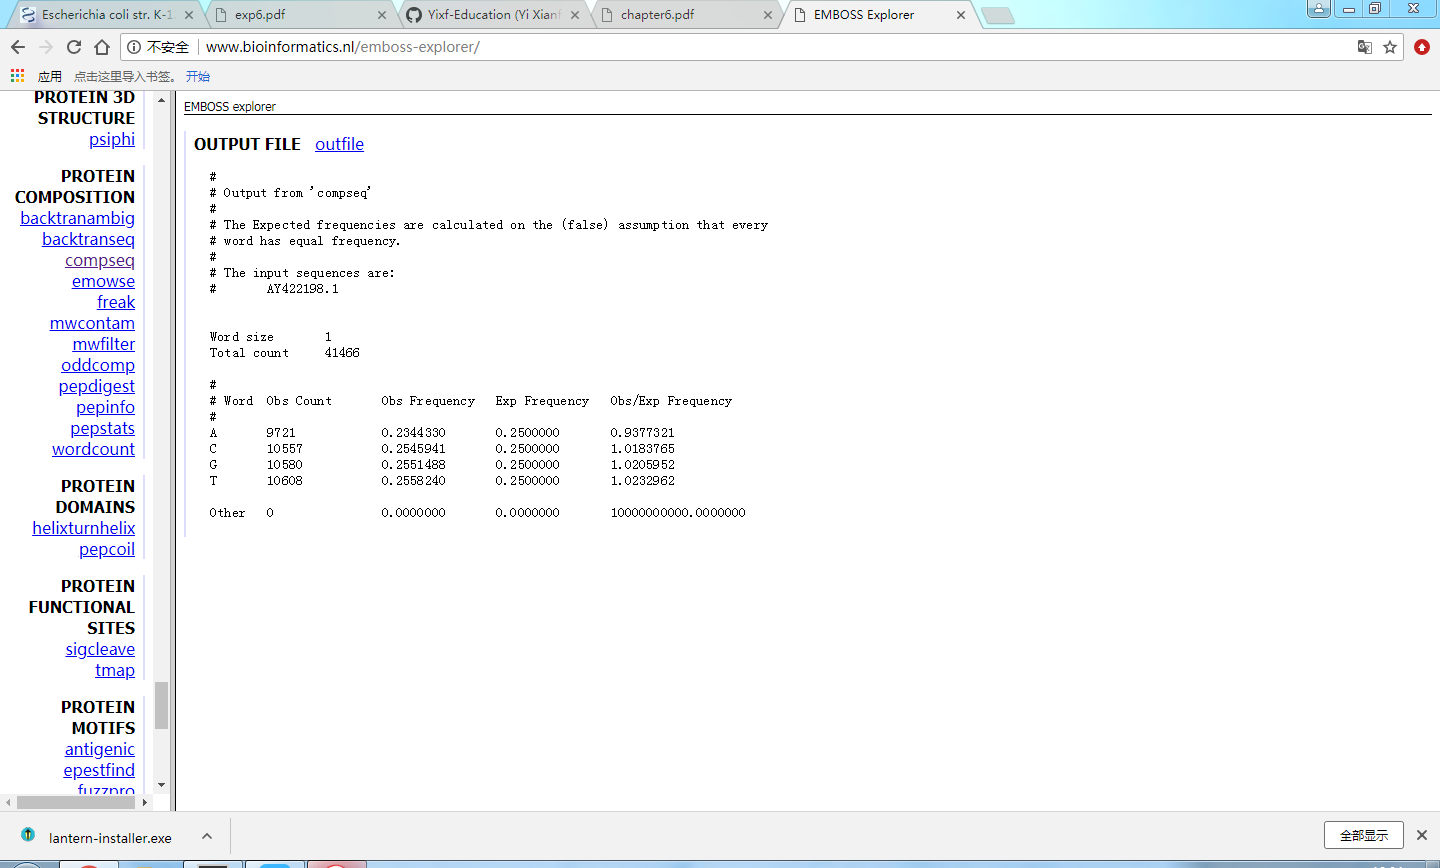 Escherichia coli str. K-1
exp6.pdf
Yixf-Education (Yi Xianf
chapter6.pdf
EMBOSS Explorer
不安全 www.bioinformatics.nl/emboss-explorer/
应用 点击这里导入书签。 开始
PROTEIN 3D
STRUCTURE
psiphi
PROTEIN
COMPOSITION
backtranambig
backtranseq
compseq
emowse
freak
mwcontam
mwfilter
oddcomp
pepdigest
pepinfo
pepstats
wordcount
PROTEIN
DOMAINS
helixturnhelix
pepcoil
PROTEIN
FUNCTIONAL
SITES
sigcleave
tmap
PROTEIN
MOTIFS
antigenic
epestfind
fuzzpro
EMBOSS explorer
OUTPUT FILE outfile
#
# Output from 'compseq'
#
# The Expected frequencies are calculated on the (false) assumption that every
# word has equal frequency.
#
# The input sequences are:
# AY422198.1
Word size 1
Total count 41466
#
# Word Obs Count Obs Frequency Exp Frequency Obs/Exp Frequency
#
A 9721 0.2344330 0.2500000 0.9377321
C 10557 0.2545941 0.2500000 1.0183765
G 10580 0.2551488 0.2500000 1.0205952
T 10608 0.2558240 0.2500000 1.0232962
Other 0 0.0000000 0.0000000 10000000000.0000000
lantern-installer.exe
全部显示